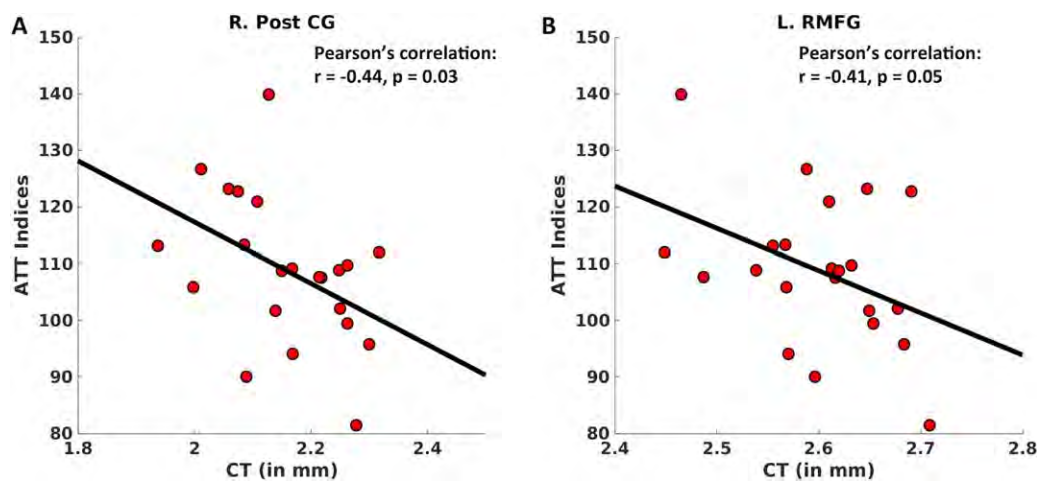 A
R. Post CG
Pearson's correlation:
r = -0.44, p = 0.03
150
140
130
120
110
100
90
80
ATT Indices
1.8
2
2.2
2.4
CT (in mm)
B
L. RMFG
Pearson's correlation:
r = -0.41, p = 0.05
150
140
130
120
110
100
90
80
ATT Indices
2.4
2.5
2.6
2.7
2.8
CT (in mm)